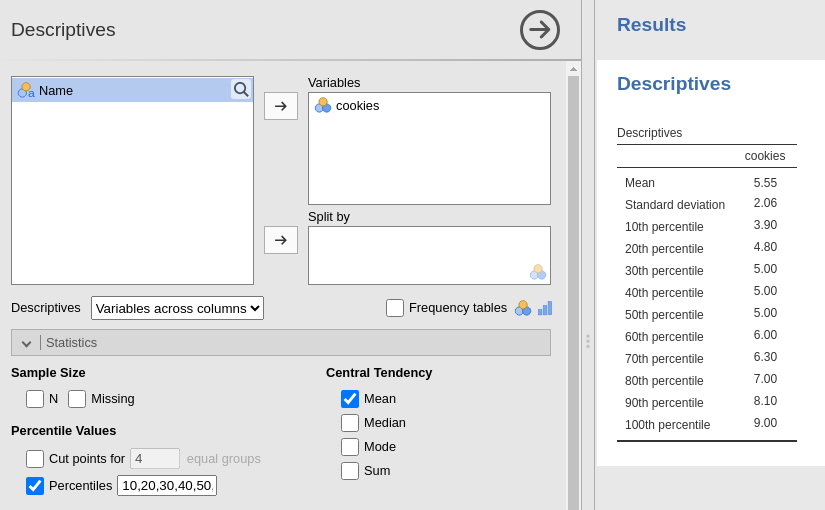 Descriptives
Name
Variables
cookies
Split by
Descriptives Variables across columns Frequency tables
Statistics
Sample Size
N Missing
Percentile Values
Cut points for 4 equal groups
Percentiles 10,20,30,40,50,
Central Tendency
Mean
Median
Mode
Sum
Results
Descriptives
Descriptives
cookies
Mean 5.55
Standard deviation 2.06
10th percentile 3.90
20th percentile 4.80
30th percentile 5.00
40th percentile 5.00
50th percentile 5.00
60th percentile 6.00
70th percentile 6.30
80th percentile 7.00
90th percentile 8.10
100th percentile 9.00